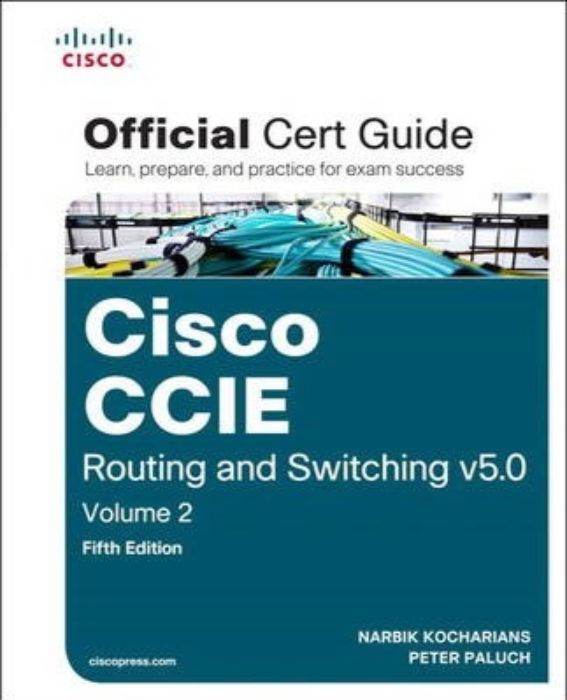 CISCO
Official Cert Guide
Learn, prepare, and practice for exam success
Cisco
CCIE
Routing and Switching v5.0
Volume 2
Fifth Edition
NARBIK KOCHARIANS
PETER PALUCH
ciscopress.com